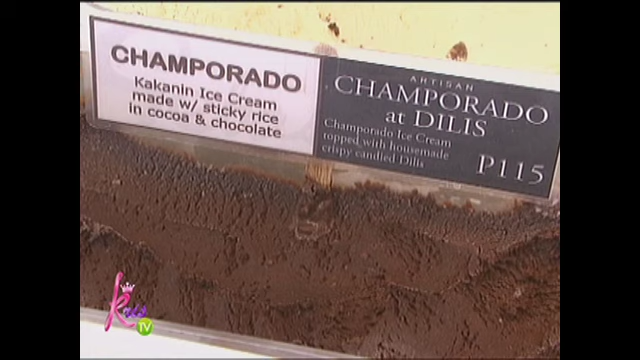 CHAMPORADO
Kakanin Ice Cream
made w/ sticky rice
in cocoa & chocolate
ARTISAN
CHAMPORADO
at DILIS
Champorado Ice Cream
topped with housemade
crispy candied Dilis
P115
TV